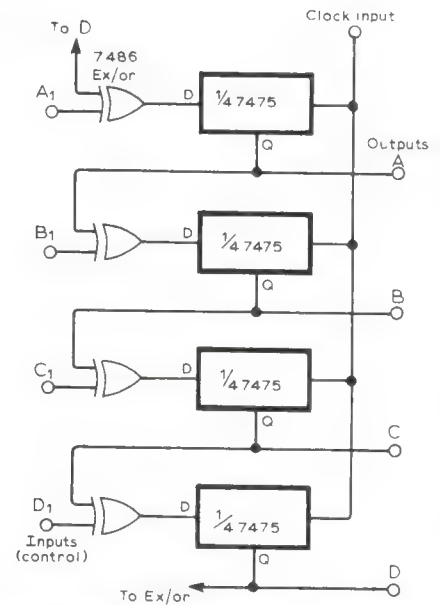 Clock input
To D
7486
Ex/or
A1
D
1/4 7475
Q
Outputs
A
B1
D
1/4 7475
Q
B
C1
D
1/4 7475
Q
C
D1
Inputs
(control)
D
1/4 7475
Q
D
To Ex/or